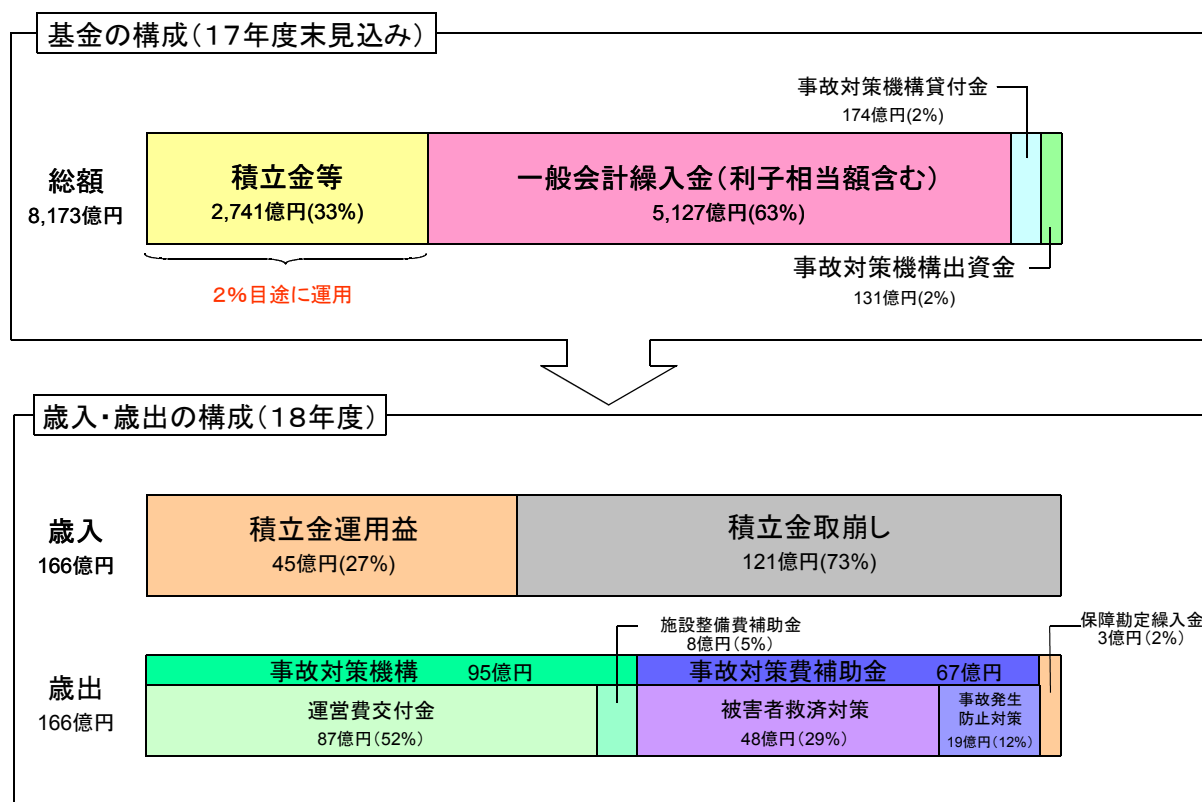 基金の構成(17年度末見込み)
事故対策機構貸付金
174億円(2%)
総額
8,173億円
積立金等
2,741億円(33%)
一般会計繰入金(利子相当額含む)
5,127億円(63%)
2%目途に運用
事故対策機構出資金
131億円(2%)
歳入・歳出の構成(18年度)
歳入
166億円
積立金運用益
45億円(27%)
積立金取崩し
121億円(73%)
施設整備費補助金
8億円(5%)
保障勘定繰入金
3億円(2%)
歳出
166億円
事故対策機構 95億円
事故対策費補助金 67億円
運営費交付金
87億円(52%)
被害者救済対策
48億円(29%)
事故発生
防止対策
19億円(12%)